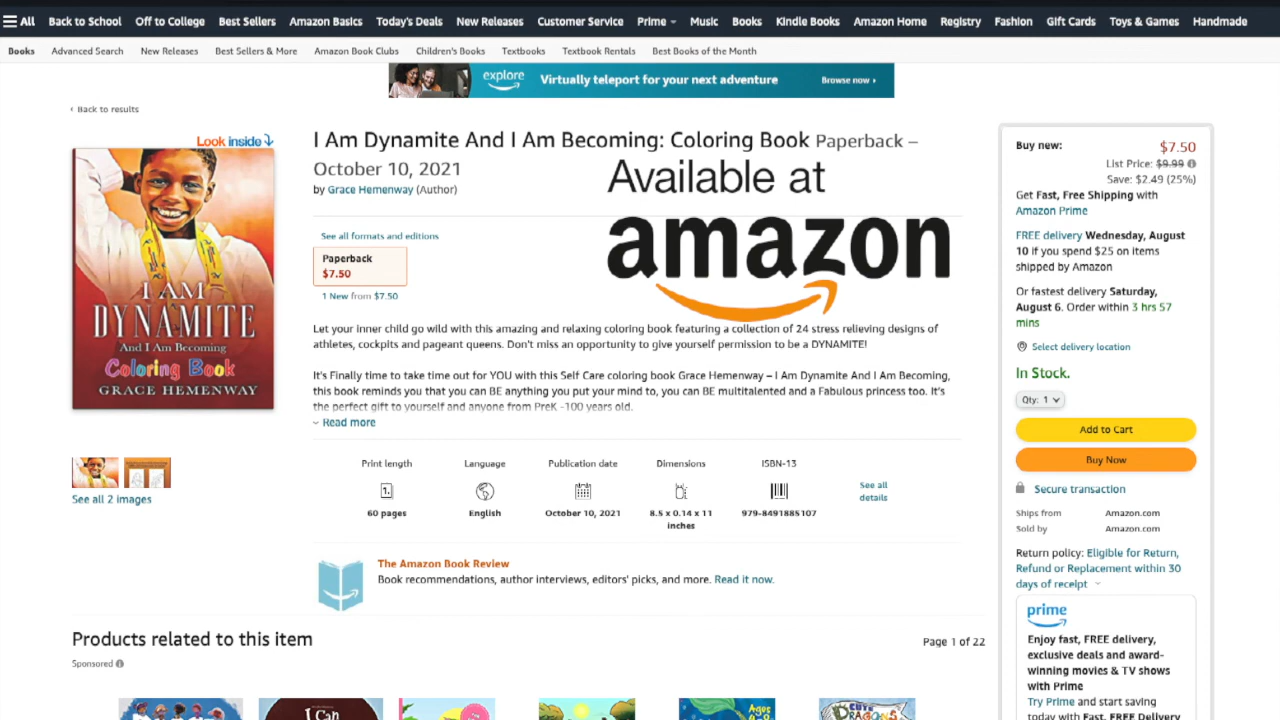 All Back to School Off to College Best Sellers Amazon Basics Today's Deals New Releases Customer Service Prime Music Books Kindle Books Amazon Home Registry Fashion Gift Cards Toys & Games Handmade
Books Advanced Search New Releases Best Sellers & More Amazon Book Clubs Children's Books Textbooks Textbook Rentals Best Books of the Month
explore Virtually teleport for your next adventure Browse now ›
‹ Back to results
Look inside
I AM
DYNAMITE
And I Am Becoming
Coloring Book
GRACE HEMENWAY
See all 2 images
I Am Dynamite And I Am Becoming: Coloring Book Paperback –
October 10, 2021
by Grace Hemenway (Author)
Available at
amazon
See all formats and editions
Paperback
$7.50
1 New from $7.50
Let your inner child go wild with this amazing and relaxing coloring book featuring a collection of 24 stress relieving designs of
athletes, cockpits and pageant queens. Don't miss an opportunity to give yourself permission to be a DYNAMITE!
It's Finally time to take time out for YOU with this Self Care coloring book Grace Hemenway – I Am Dynamite And I Am Becoming,
this book reminds you that you can BE anything you put your mind to, you can BE multitalented and a Fabulous princess too. It's
the perfect gift to yourself and anyone from PreK -100 years old.
Read more
Print length Language Publication date Dimensions ISBN-13
60 pages English October 10, 2021 8.5 x 0.14 x 11 979-8491885107
inches
See all
details
The Amazon Book Review
Book recommendations, author interviews, editors' picks, and more. Read it now.
Buy new: $7.50
List Price: $9.99
Save: $2.49 (25%)
Get Fast, Free Shipping with
Amazon Prime
FREE delivery Wednesday, August
10 if you spend $25 on items
shipped by Amazon
Or fastest delivery Saturday,
August 6. Order within 3 hrs 57
mins
Select delivery location
In Stock.
Qty: 1
Add to Cart
Buy Now
Secure transaction
Ships from Amazon.com
Sold by Amazon.com
Return policy: Eligible for Return,
Refund or Replacement within 30
days of receipt
prime
Enjoy fast, FREE delivery,
exclusive deals and award-
winning movies & TV shows
with Prime
Try Prime and start saving
today with Fast, FREE Delivery
Products related to this item Page 1 of 22
Sponsored
I Can
Ages
CUTE
DRAGONS